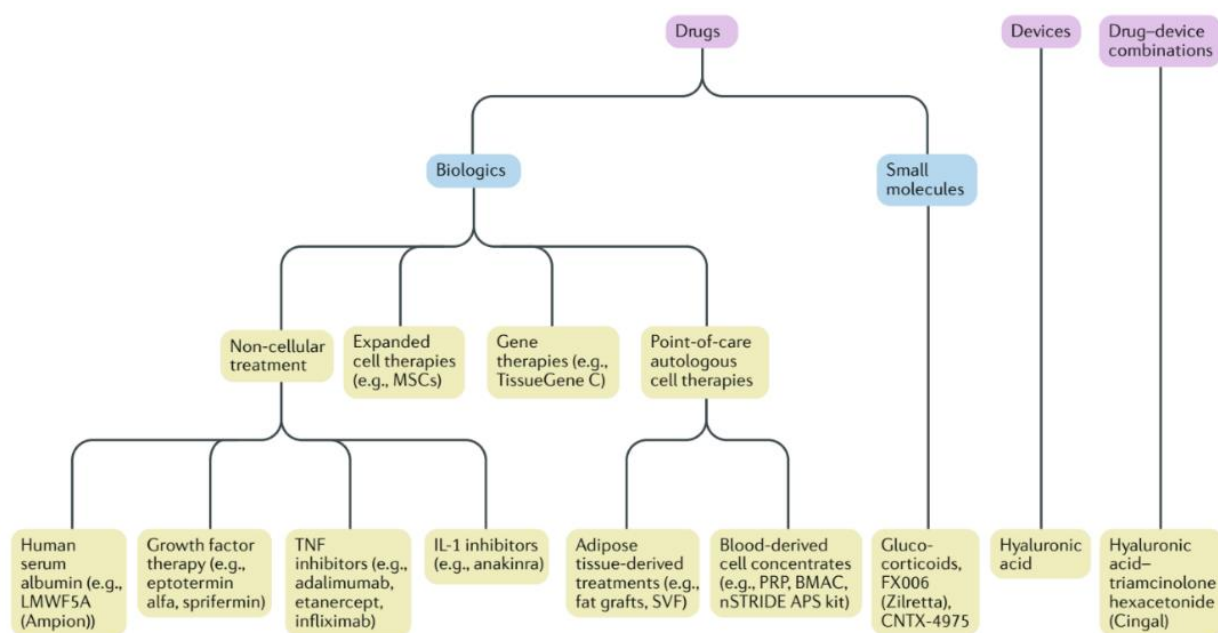 Drugs
Devices
Drug–device
combinations
Biologics
Small
molecules
Non-cellular
treatment
Expanded
cell therapies
(e.g., MSCs)
Gene
therapies (e.g.,
TissueGene C)
Point-of-care
autologous
cell therapies
Human
serum
albumin (e.g.,
LMWF5A
(Ampion))
Growth factor
therapy (e.g.,
eptotermin
alfa, sprifermin)
TNF
inhibitors (e.g.,
adalimumab,
etanercept,
infliximab)
IL-1 inhibitors
(e.g., anakinra)
Adipose
tissue-derived
treatments (e.g.,
fat grafts, SVF)
Blood-derived
cell concentrates
(e.g., PRP, BMAC,
nSTRIDE APS kit)
Gluco-
corticoids,
FX006
(Zilretta),
CNTX-4975
Hyaluronic
acid
Hyaluronic
acid–
triamcinolone
hexacetonide
(Cingal)